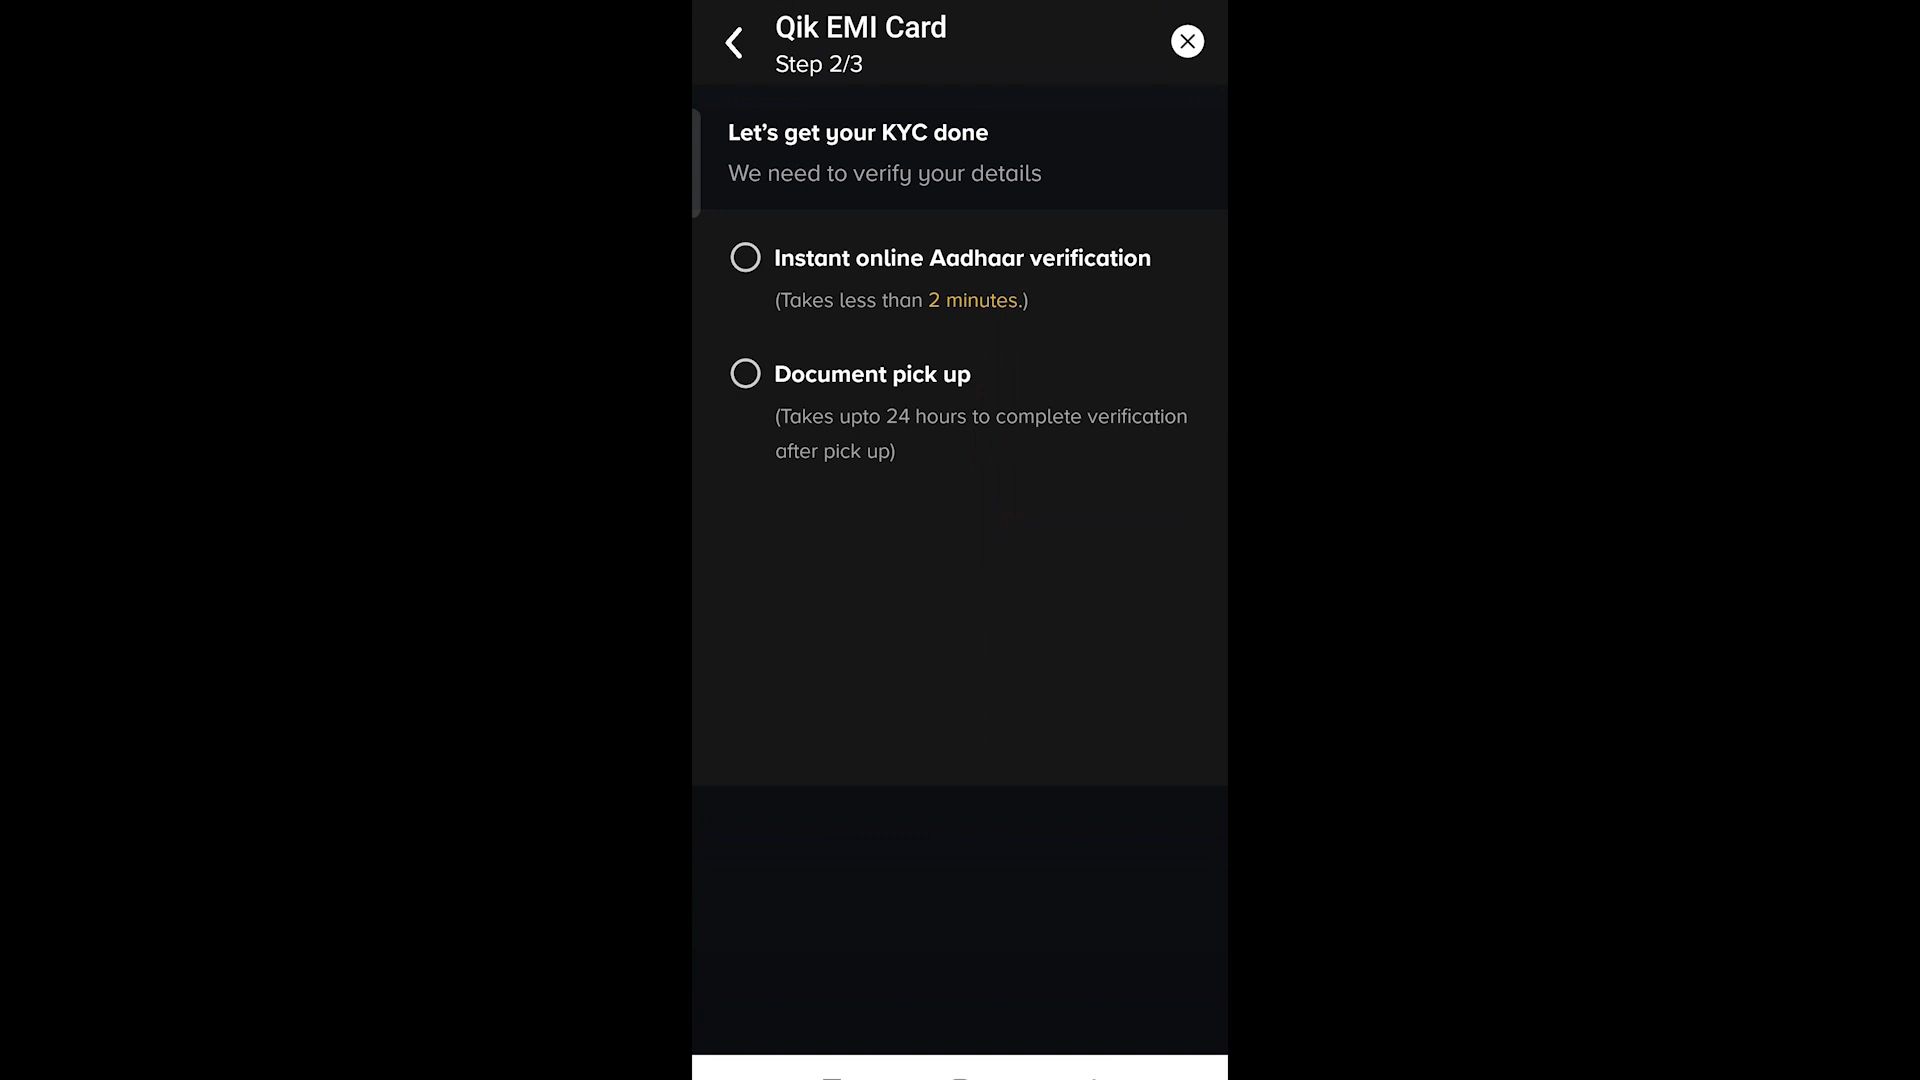 Qik EMI Card
Step 2/3
Let’s get your KYC done
We need to verify your details
Instant online Aadhaar verification
(Takes less than 2 minutes.)
Document pick up
(Takes upto 24 hours to complete verification
after pick up)